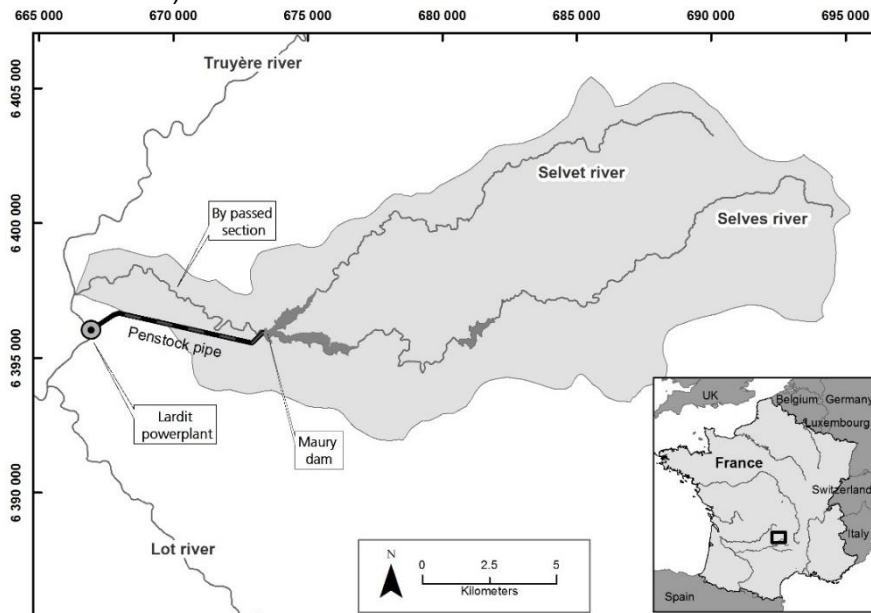 665 000 670 000 675 000 680 000 685 000 690 000 695 000
6 405 000
6 400 000
6 395 000
6 390 000
Truyère river
Selvet river
Selves river
By passed
section
Penstock pipe
Lardit
powerplant
Maury
dam
Lot river
N
0 2.5 5
Kilometers
UK
Belgium
Germany
Luxembourg
France
Switzerland
Italy
Spain